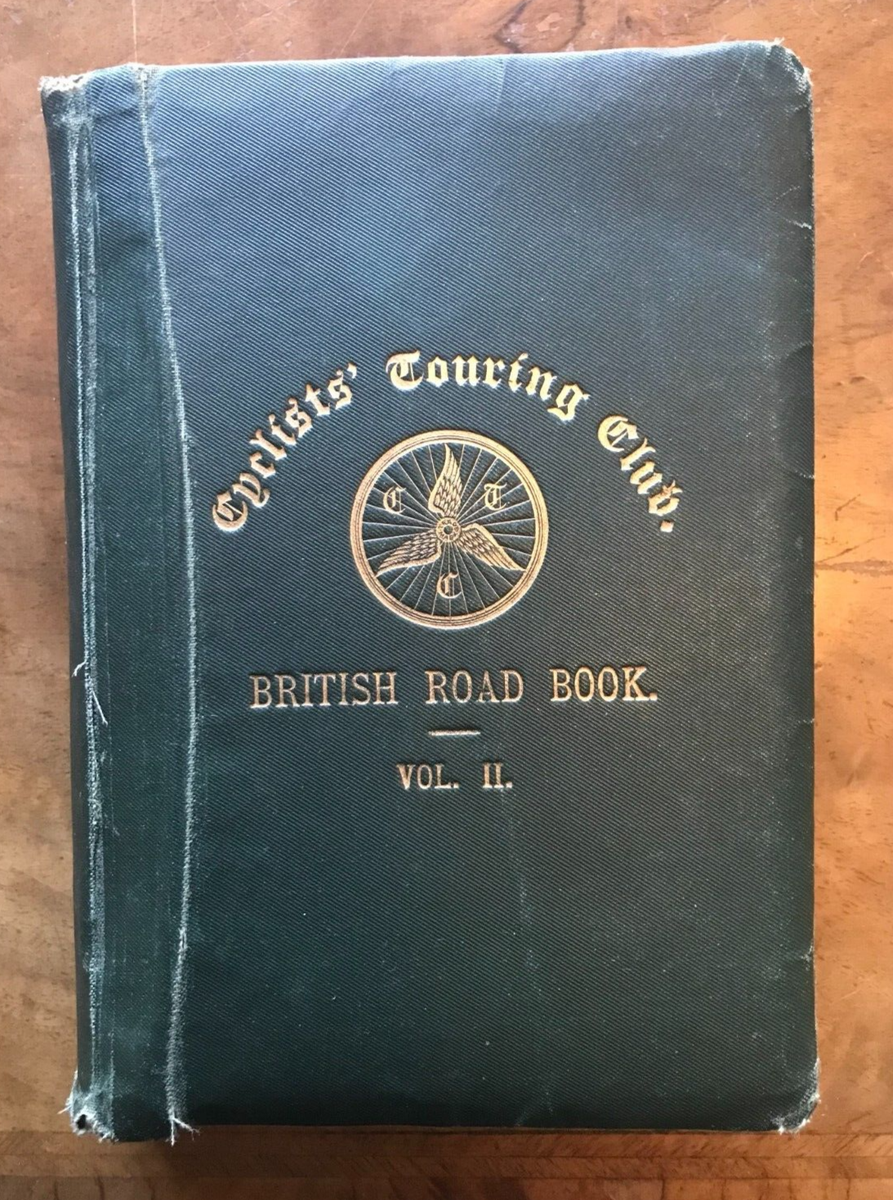 Cyclists' Touring Club.
C T
C
BRITISH ROAD BOOK.
VOL. II.